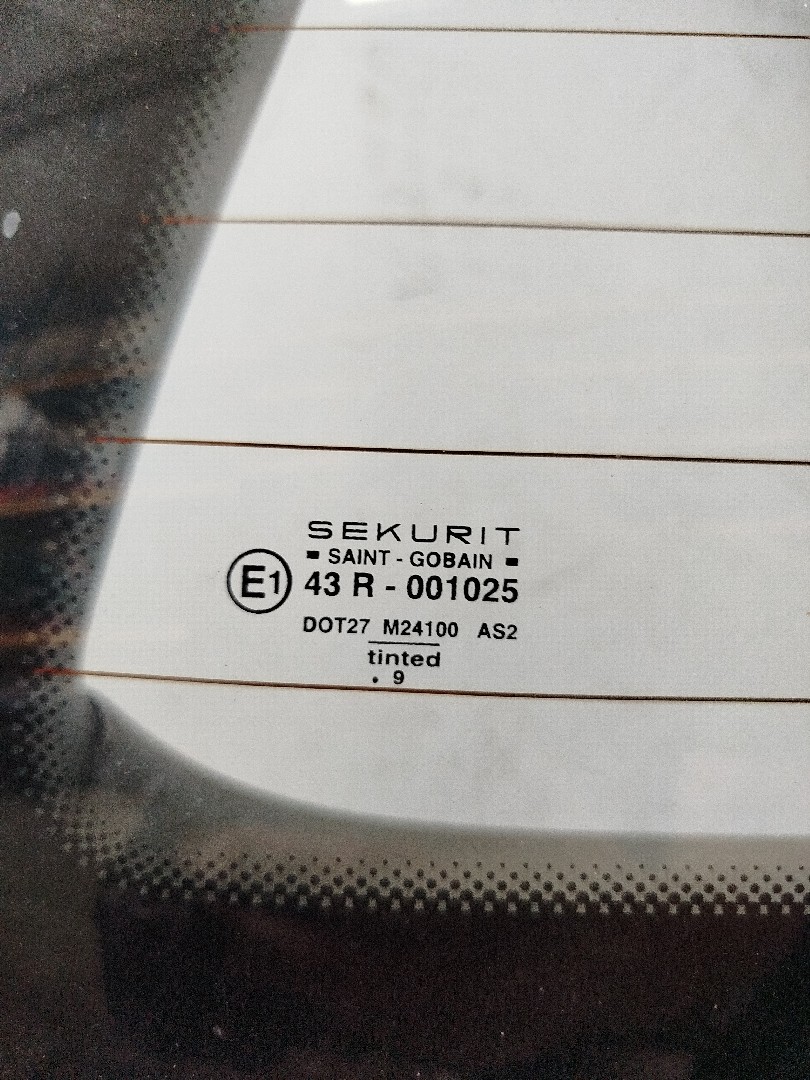 SEKURIT
SAINT - GOBAIN
E1 43 R - 001025
DOT27 M24100 AS2
tinted
. 9